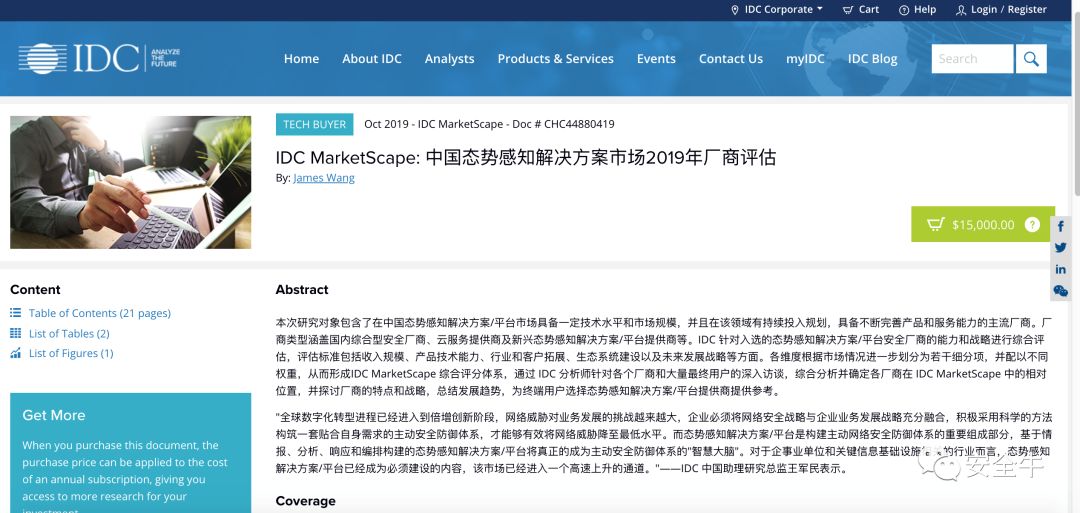 IDC Corporate
Cart
Help
Login / Register
IDC
ANALYZE
THE
FUTURE
Home
About IDC
Analysts
Products & Services
Events
Contact Us
myIDC
IDC Blog
Search
TECH BUYER
Oct 2019 - IDC MarketScape - Doc # CHC44880419
IDC MarketScape: 中国态势感知解决方案市场2019年厂商评估
By: James Wang
$15,000.00
?
Content
Table of Contents (21 pages)
List of Tables (2)
List of Figures (1)
Get More
When you purchase this document, the
purchase price can be applied to the cost
of an annual subscription, giving you
access to more research for your
investment.
Abstract
本次研究对象包含了在中国态势感知解决方案/平台市场具备一定技术水平和市场规模，并且在该领域有持续投入规划，具备不断完善产品和服务能力的主流厂商。厂
商类型涵盖国内综合型安全厂商、云服务提供商及新兴态势感知解决方案/平台提供商等。IDC 针对入选的态势感知解决方案/平台厂商的能力和战略进行综合评
估，评估标准包括收入规模、产品技术能力、行业和客户拓展、生态系统建设以及未来发展战略等方面。各维度根据市场情况进一步划分为若干细分项，并配以不同
权重，从而形成IDC MarketScape 综合评分体系，通过 IDC 分析师针对各个厂商和大量最终用户的深入访谈，综合分析并确定各厂商在 IDC MarketScape 中的相对
位置，并探讨厂商的特点和战略，总结发展趋势，为终端用户选择态势感知解决方案/平台提供商提供参考。
"全球数字化转型进程已经进入到倍增创新阶段，网络威胁对业务发展的挑战越来越大，企业必须将网络安全战略与企业业务发展战略充分融合，积极采用科学的方法
构筑一套贴合自身需求的主动安全防御体系，才能够有效将网络威胁降至最低水平。而态势感知解决方案/平台是构建主动网络安全防御体系的重要组成部分，基于情
报、分析、响应和编排构建的态势感知解决方案/平台将真正的成为主动安全防御体系的"智慧大脑"。对于企事业单位和关键信息基础设施 的行业而言，态势感知
解决方案/平台已经成为必须建设的内容，该市场已经进入一个高速上升的通道。"——IDC 中国助理研究总监王军民表示。
安全牛
Coverage